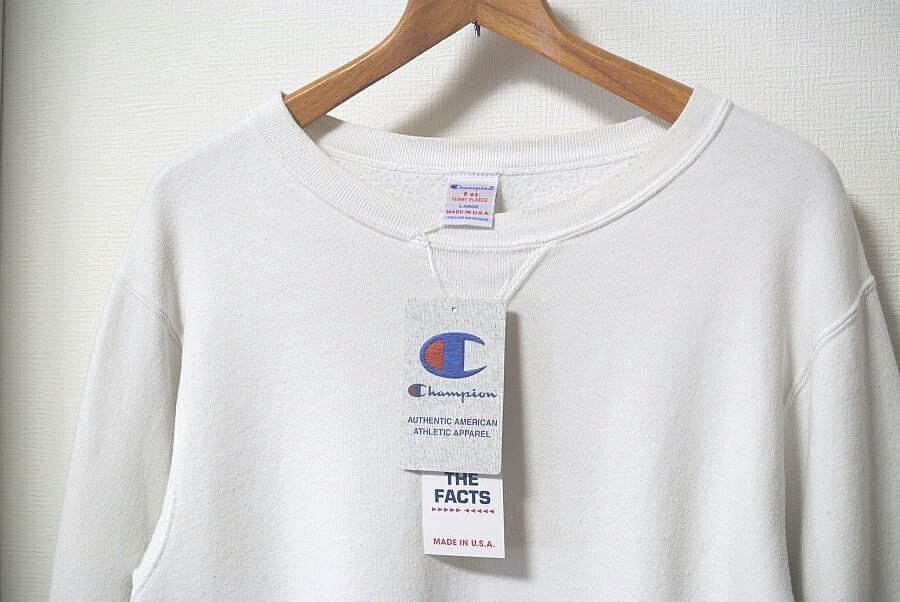 Champion
9 oz.
TERRY FLEECE
LARGE
MADE IN U.S.A.
Champion
AUTHENTIC AMERICAN
ATHLETIC APPAREL
THE
FACTS
MADE IN U.S.A.